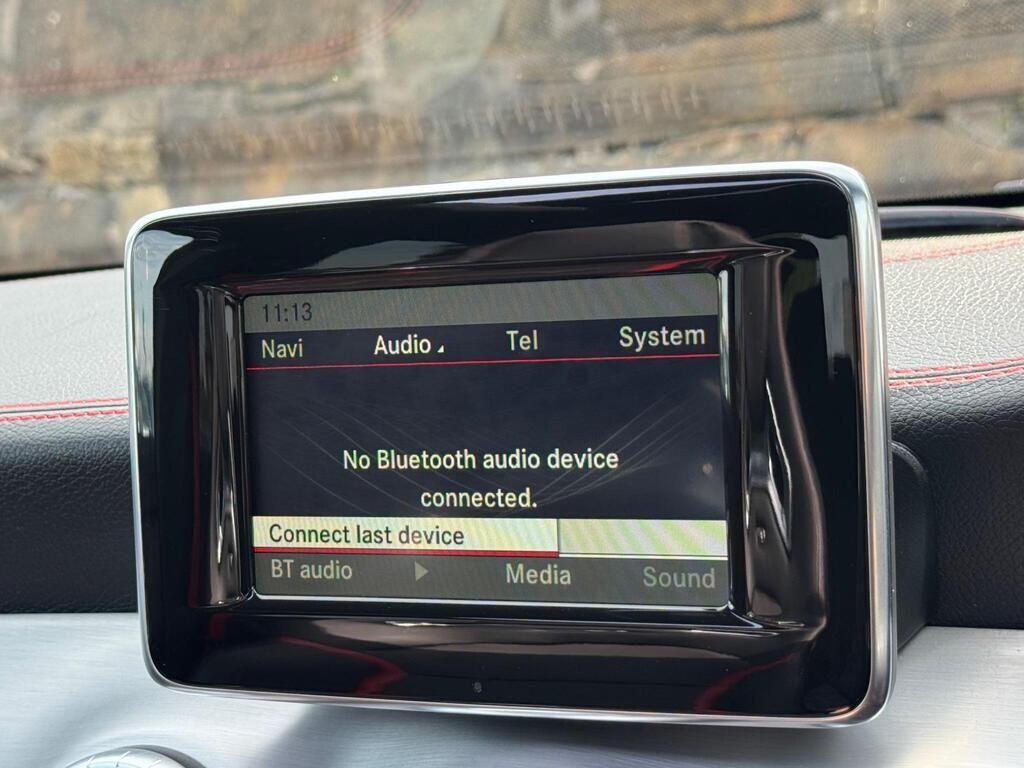 11:13
Navi Audio Tel System
No Bluetooth audio device
connected.
Connect last device
BT audio Media Sound